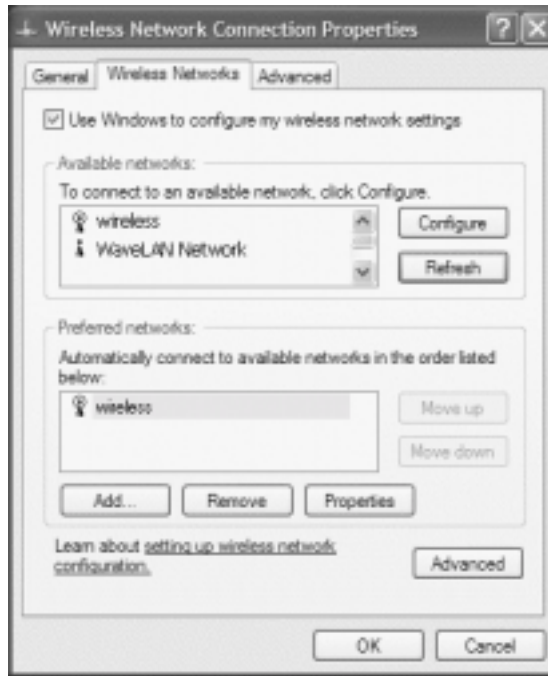 Wireless Network Connection Properties
General Wireless Networks Advanced
Use Windows to configure my wireless network settings
Available networks:
To connect to an available network, click Configure.
wireless
Configure
WaveLAN Network
Refresh
Preferred networks:
Automatically connect to available networks in the order listed
below:
wireless
Move up
Move down
Add... Remove Properties
Learn about setting up wireless network
configuration.
Advanced
OK Cancel